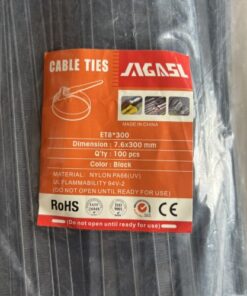 CABLE TIES JIGASL
MADE IN CHINA
ET8*300
Dimension : 7.6x300 mm
Q'ty : 100 pcs
Color : Black
MATERIAL: NYLON PA66(UV)
UL FLAMMABILITY 94V-2
(DO NOT OPEN UNTIL READY FOR USE)
RoHS CE
(Do not open until ready for use)